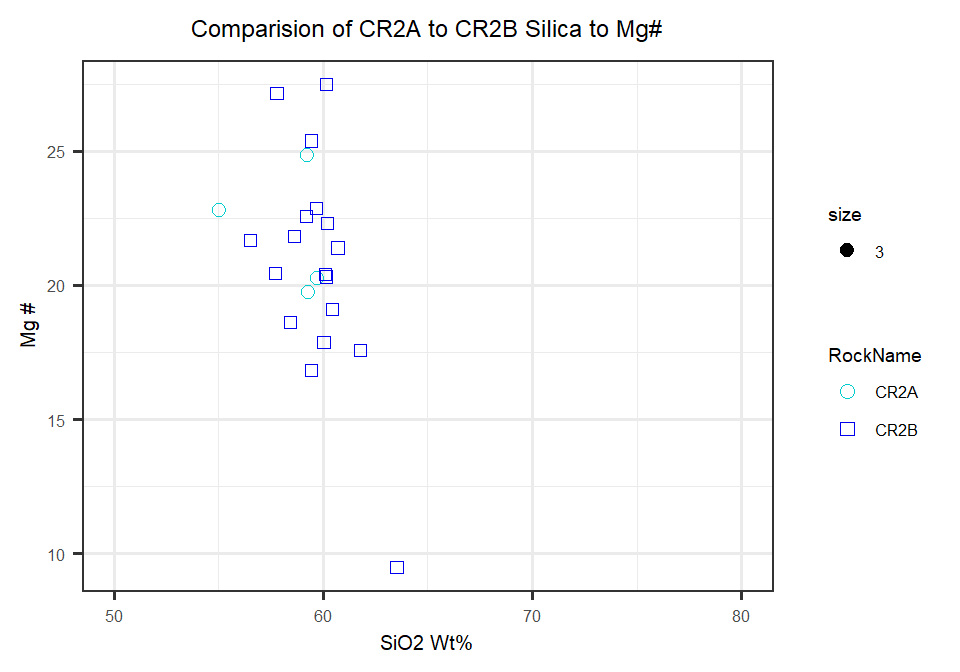 Comparision of CR2A to CR2B Silica to Mg#
25
20
15
10
Mg #
50 60 70 80
SiO2 Wt%
size
3
RockName
CR2A
CR2B